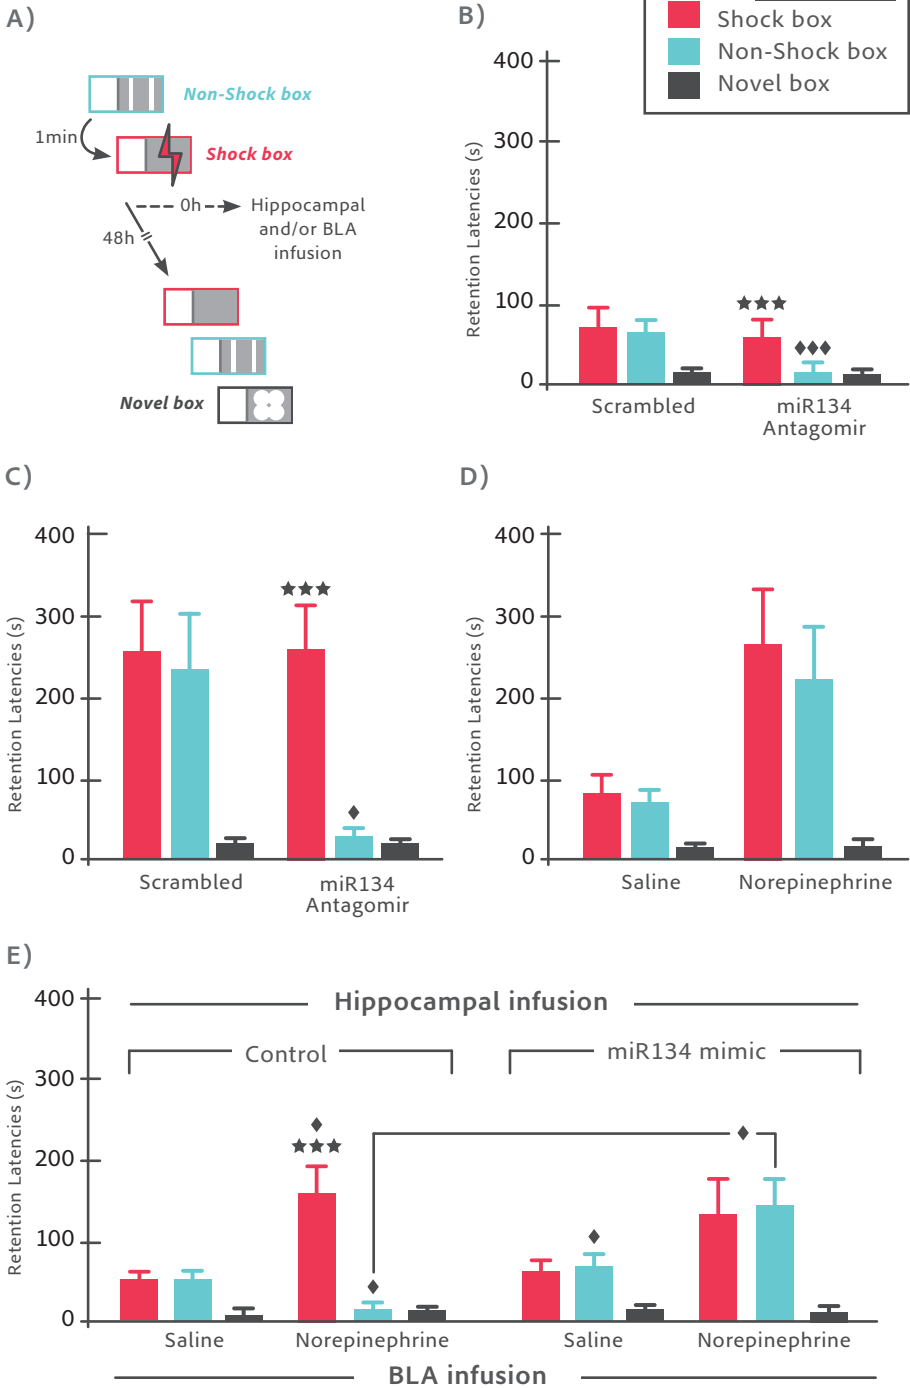 A)
Non-Shock box
1min
Shock box
0h
Hippocampal
and/or BLA
infusion
48h
Novel box
B)
Shock box
Non-Shock box
Novel box
Retention Latencies (s)
400
300
200
100
0
Scrambled
miR134
Antagomir
C)
Retention Latencies (s)
400
300
200
100
0
Scrambled
miR134
Antagomir
D)
Retention Latencies (s)
400
300
200
100
0
Saline
Norepinephrine
E)
Retention Latencies (s)
400
300
200
100
0
Hippocampal infusion
Control
miR134 mimic
Saline
Norepinephrine
Saline
Norepinephrine
BLA infusion